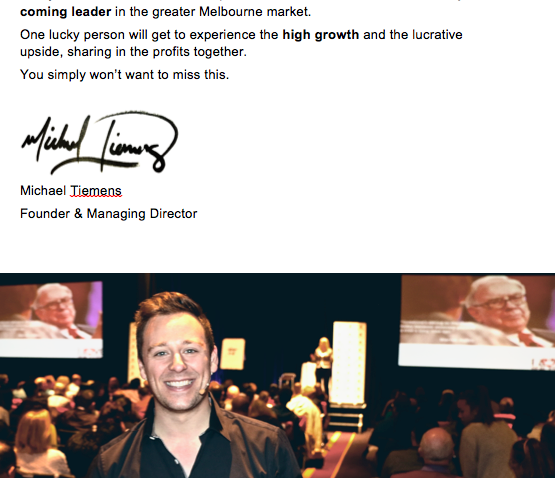 coming leader in the greater Melbourne market.
One lucky person will get to experience the high growth and the lucrative
upside, sharing in the profits together.
You simply won’t want to miss this.
Michael Tiemens
Michael Tiemens
Founder & Managing Director